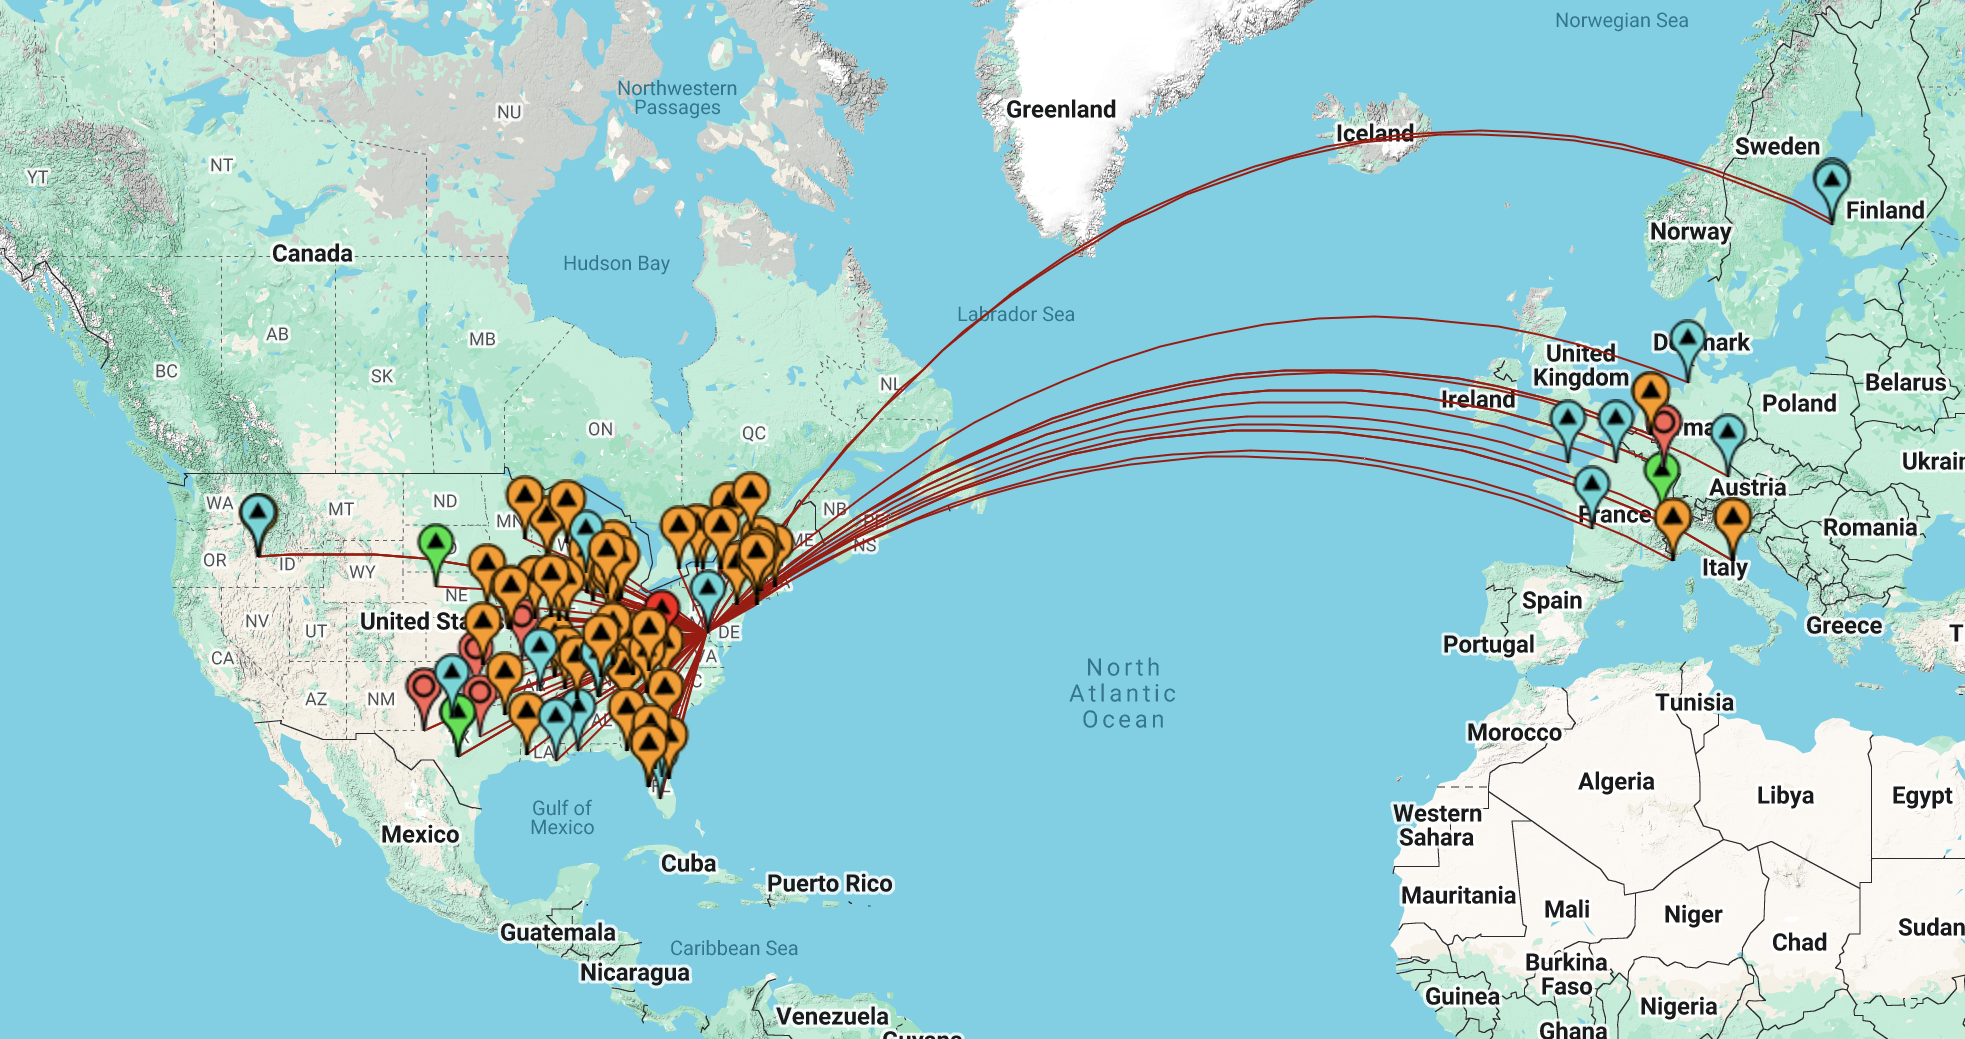 Norwegian Sea
Northwestern
Passages
NU
Greenland
Iceland
Sweden
NT
YT
Finland
Norway
Canada
Hudson Bay
Labrador Sea
AB
MB
United
Kingdom
BC
SK
NL
Ireland
Poland
Belarus
ON
QC
Ukrain
Austria
WA
MT
ND
MN
NB
NS
France
Romania
OR
ID
WY
Italy
NE
Spain
NV
UT
United Sta
DE
Greece
Portugal
CA
North
Atlantic
Ocean
AZ
NM
Tunisia
Morocco
LA
AL
FL
Algeria
Libya
Egypt
Gulf of
Mexico
Western
Sahara
Mexico
Cuba
Puerto Rico
Mauritania
Mali
Niger
Chad
Sudan
Guatemala
Caribbean Sea
Nicaragua
Burkina
Faso
Guinea
Nigeria
Venezuela
Ghana